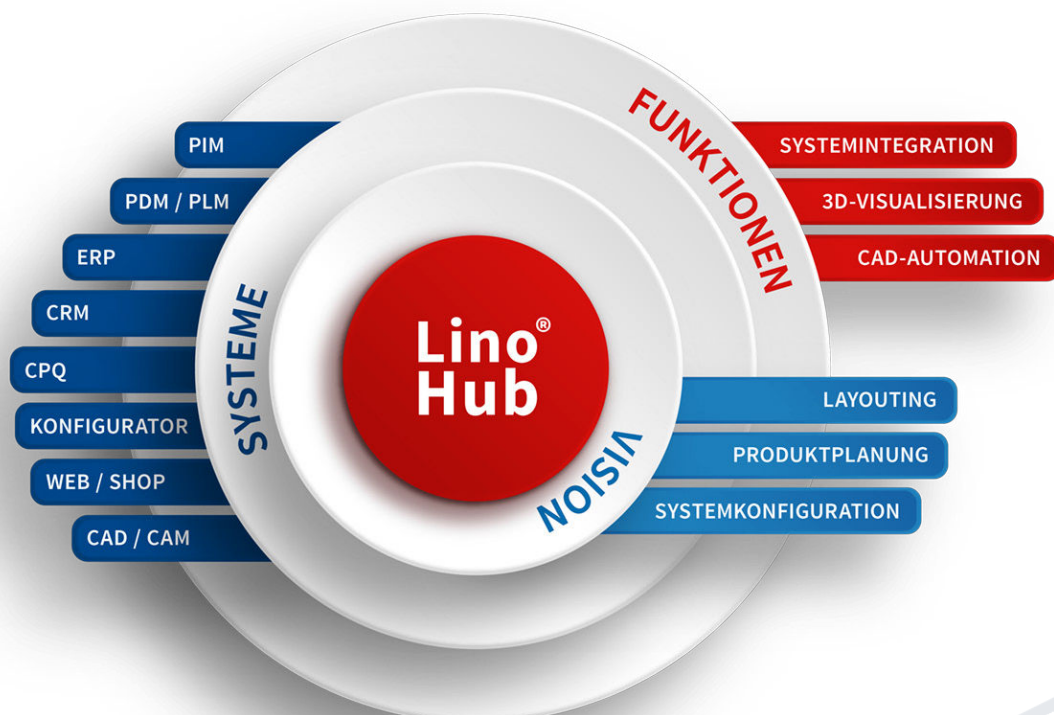 PIM
PDM / PLM
ERP
CRM
CPQ
KONFIGURATOR
WEB / SHOP
CAD / CAM
SYSTEME
Lino®
Hub
FUNKTIONEN
SYSTEMINTEGRATION
3D-VISUALISIERUNG
CAD-AUTOMATION
VISION
LAYOUTING
PRODUKTPLANUNG
SYSTEMKONFIGURATION